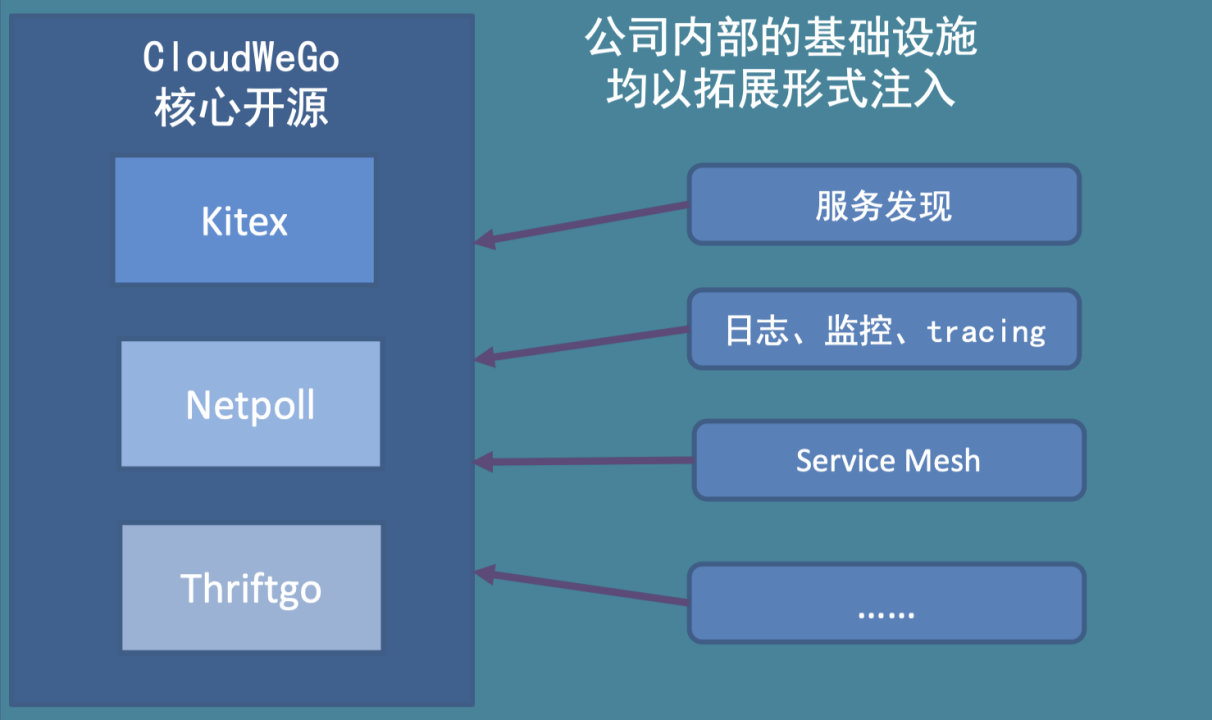 CloudWeGo
核心开源
Kitex
Netpoll
Thriftgo
公司内部的基础设施
均以拓展形式注入
服务发现
日志、监控、tracing
Service Mesh
……